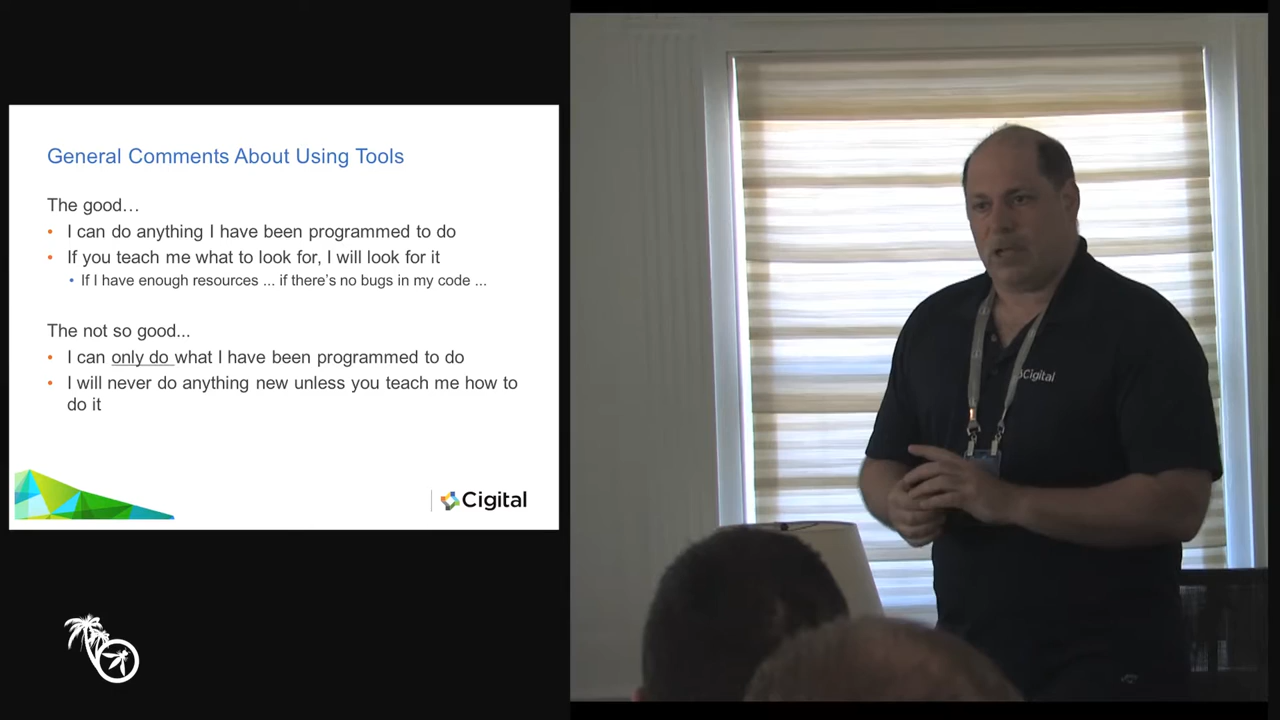 General Comments About Using Tools
The good…
• I can do anything I have been programmed to do
• If you teach me what to look for, I will look for it
• If I have enough resources ... if there's no bugs in my code ...
The not so good...
• I can only do what I have been programmed to do
• I will never do anything new unless you teach me how to
do it
Cigital
Cigital